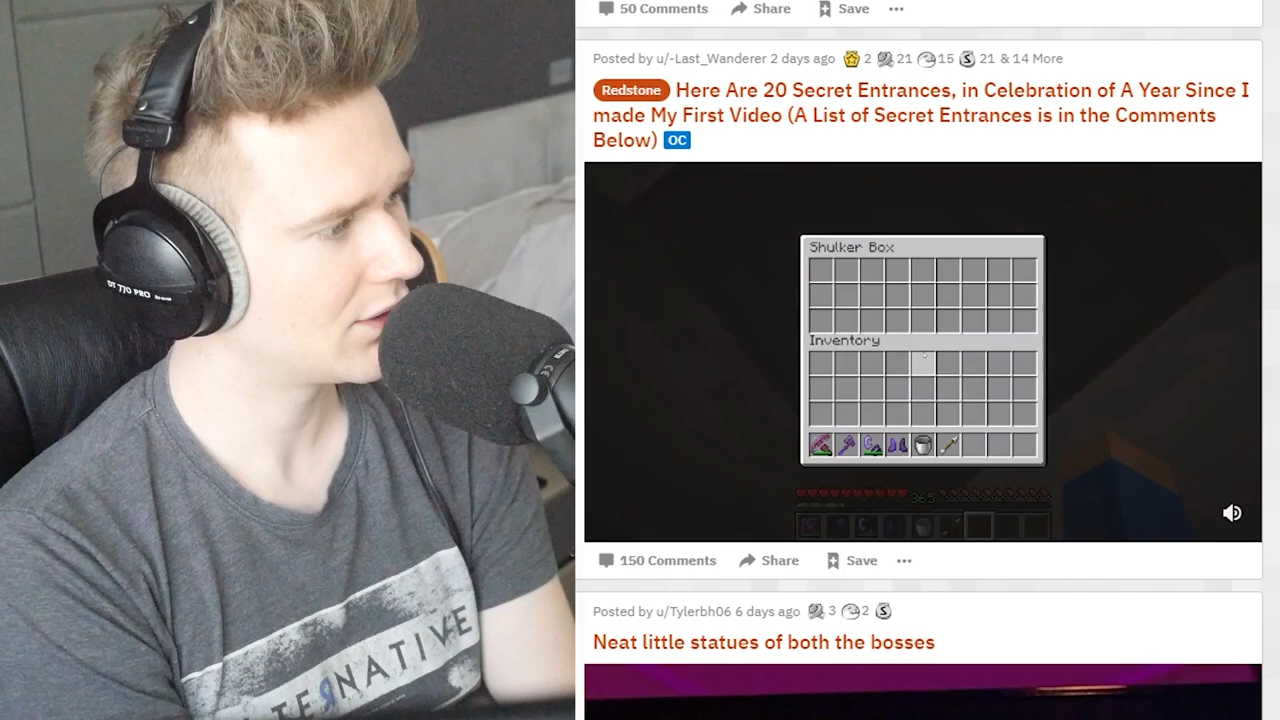 DT 770 PRO
ALTERNATIVE
50 Comments Share Save
Posted by u/-Last_Wanderer 2 days ago 2 21 15 21 & 14 More
Redstone Here Are 20 Secret Entrances, in Celebration of A Year Since I
made My First Video (A List of Secret Entrances is in the Comments
Below) OC
Shulker Box
Inventory
365
150 Comments Share Save
Posted by u/Tylerbh06 6 days ago 3 2
Neat little statues of both the bosses